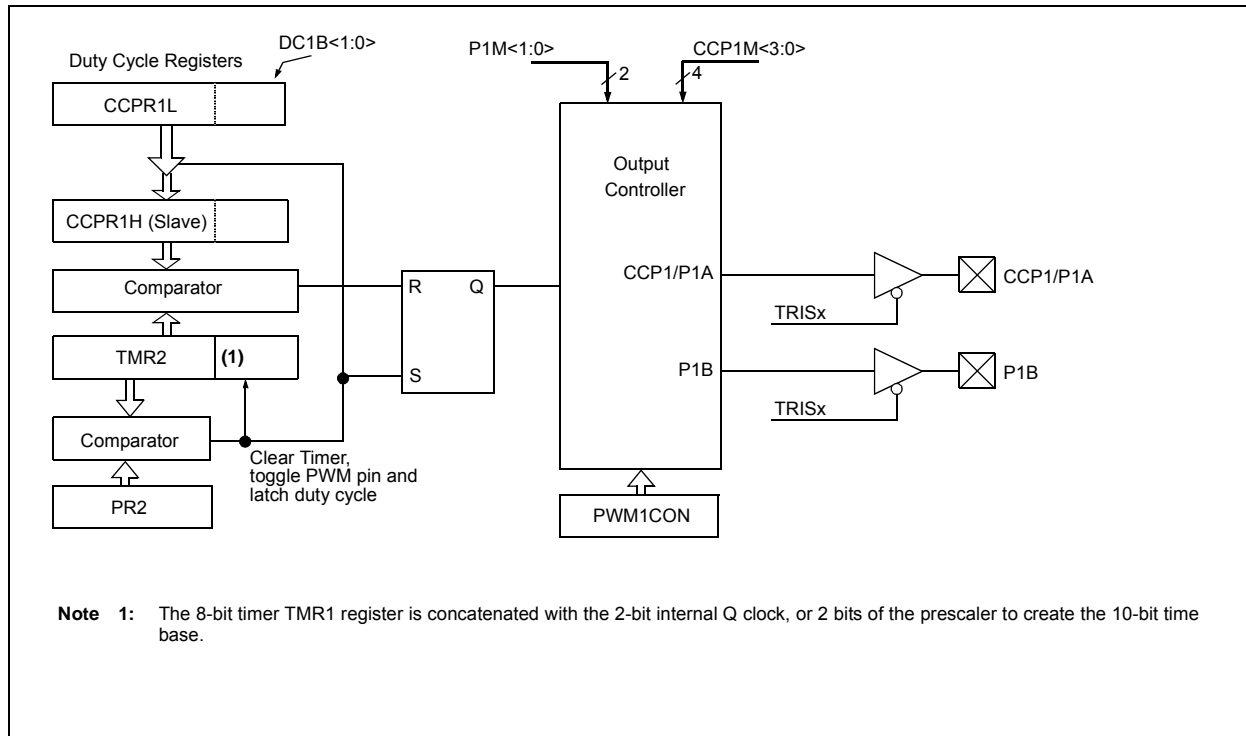 DC1B<1:0>
Duty Cycle Registers
CCPR1L
CCPR1H (Slave)
Comparator
TMR2 (1)
Comparator
PR2
Clear Timer,
toggle PWM pin and
latch duty cycle
R Q
S
P1M<1:0>
2
CCP1M<3:0>
4
Output
Controller
CCP1/P1A
P1B
PWM1CON
TRISx
CCP1/P1A
TRISx
P1B
Note 1: The 8-bit timer TMR1 register is concatenated with the 2-bit internal Q clock, or 2 bits of the prescaler to create the 10-bit time
base.